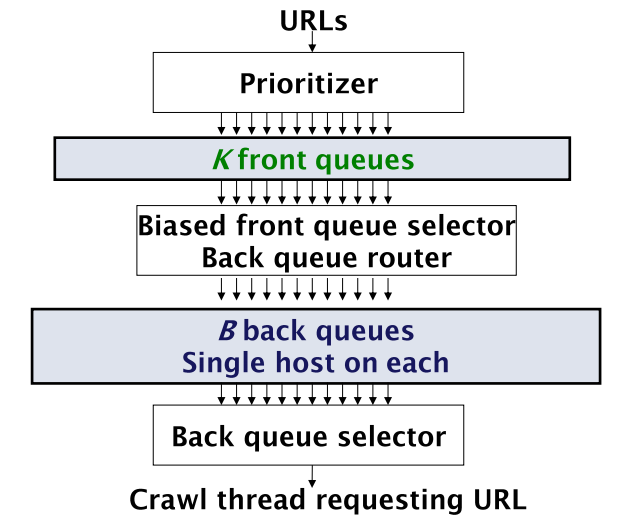 URLs
Prioritizer
K front queues
Biased front queue selector
Back queue router
B back queues
Single host on each
Back queue selector
Crawl thread requesting URL